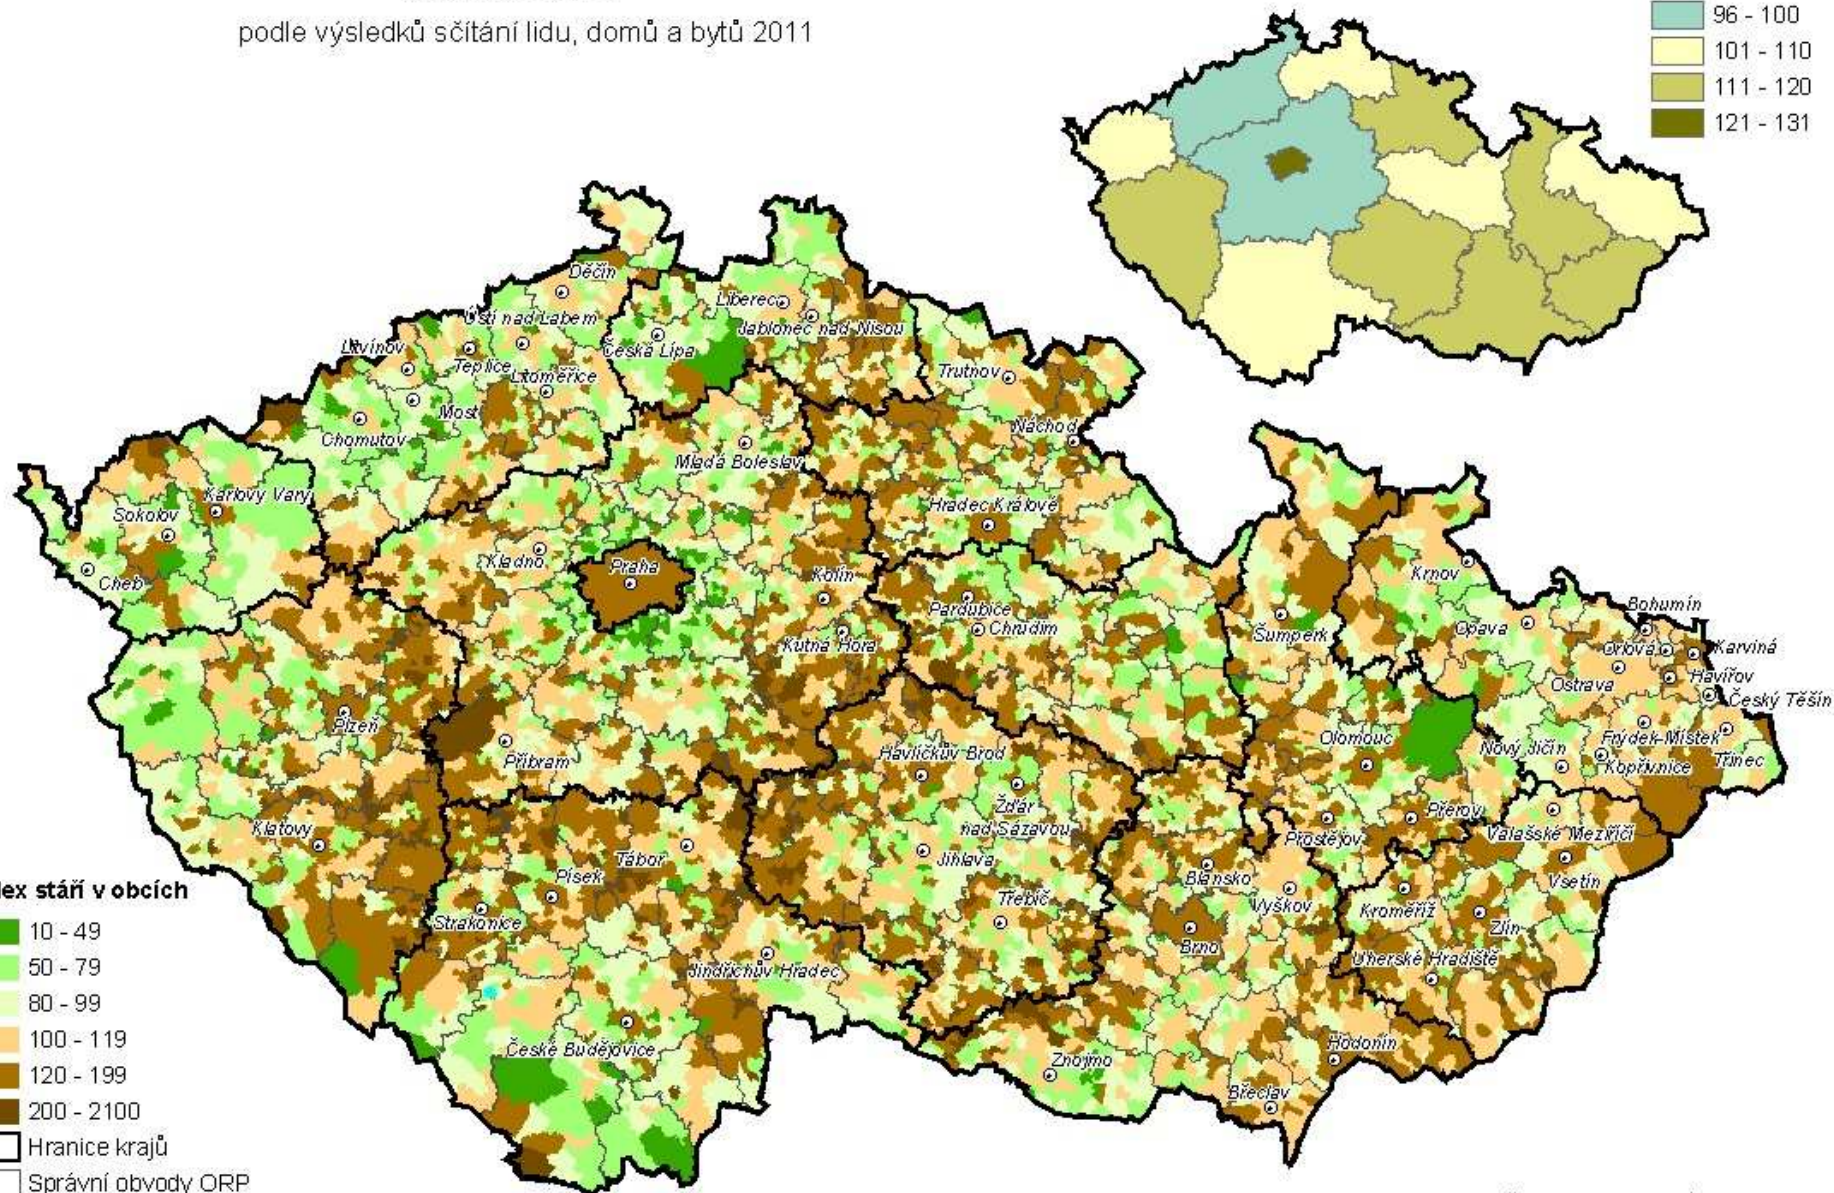 podle výsledků sčítání lidu, domů a bytů 2011
96 - 100
101 - 110
111 - 120
121 - 131
Děčín
Liberec
Ústí nad Labem
Jablonec nad Nisou
Litvínov
Teplice
Česká Lípa
Litoměřice
Trutnov
Most
Chomutov
Náchod
Mladá Boleslav
Karlovy Vary
Sokolov
Hradec Králové
Kladno
Praha
Kolín
Krnov
Cheb
Pardubice
Bohumín
Chrudim
Šumperk
Opava
Kutná Hora
Orlová
Karviná
Havířov
Ostrava
Český Těšín
Plzeň
Olomouc
Frýdek-Místek
Havlíčkův Brod
Nový Jičín
Příbram
Kopřivnice
Třinec
Žďár
nad Sázavou
Přerov
Klatovy
Prostějov
Valašské Meziříčí
Tábor
Jihlava
Písek
Blansko
Vsetín
lex stáří v obcích
Třebíč
Vyškov
Kroměříž
Strakonice
Zlín
10 - 49
Brno
50 - 79
Jindřichův Hradec
Uherské Hradiště
80 - 99
100 - 119
České Budějovice
Hodonín
Znojmo
120 - 199
Břeclav
200 - 2100
Hranice krajů
Správní obvody ORP